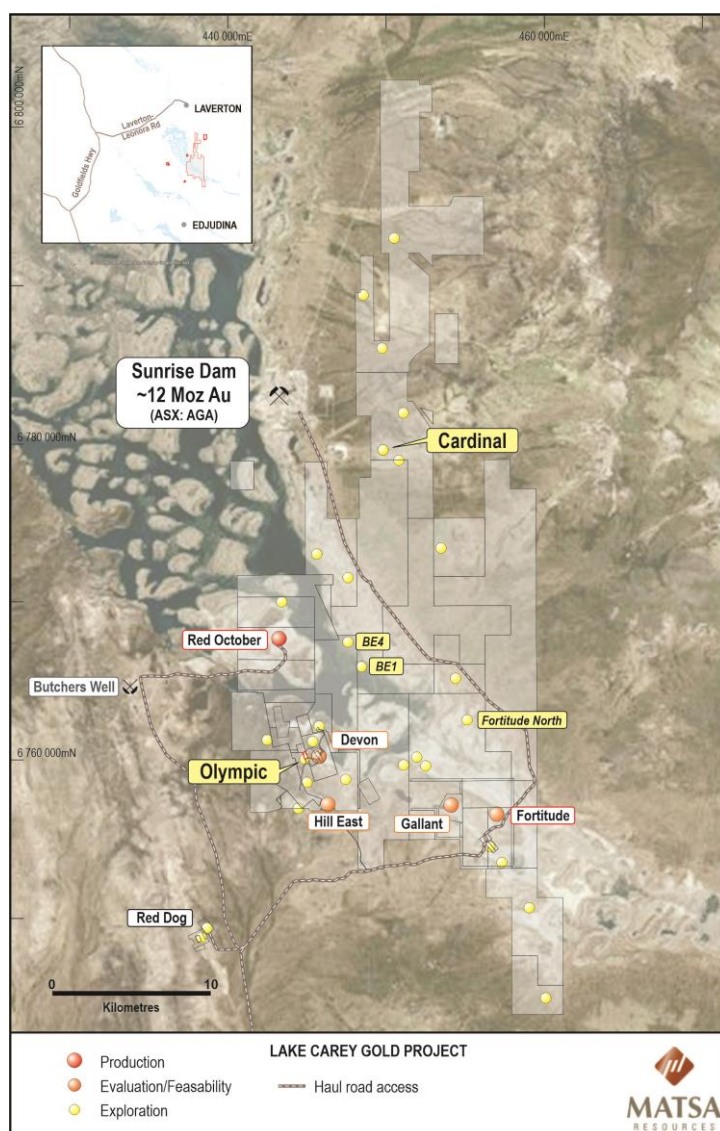 440 000mE
460 000mE
6 800 000mN
LAVERTON
Laverton-
Leonora Rd
Goldfields Hwy
EDJUDINA
Sunrise Dam
~12 Moz Au
(ASX: AGA)
6 780 000mN
Cardinal
Red October
BE4
BE1
Butchers Well
Fortitude North
Devon
6 760 000mN
Olympic
Hill East
Gallant
Fortitude
Red Dog
0
10
Kilometres
LAKE CAREY GOLD PROJECT
Production
Evaluation/Feasability
Haul road access
Exploration
MATSA
RESOURCES